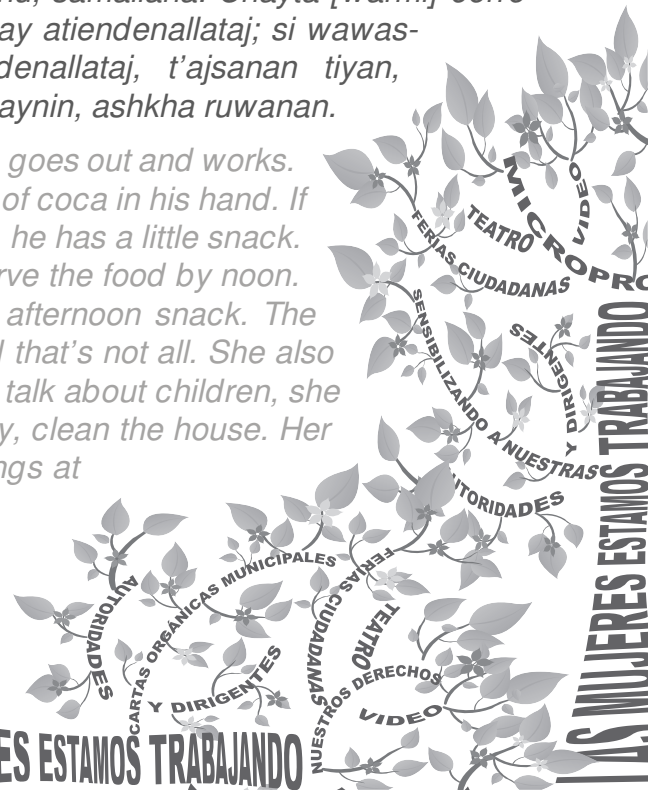 ay atiendenallataj; si wawas-
denallataj, t'ajsanan tiyan,
aynin, ashkha ruwanan.
goes out and works.
of coca in his hand. If
he has a little snack.
rve the food by noon.
afternoon snack. The
that's not all. She also
talk about children, she
y, clean the house. Her
ngs at
MICROPRO
VIDEO
TEATRO
FERIAS CIUDADANAS
SENSIBILIZANDO A NUESTRAS
Y DIRIGENTES
AUTORIDADES
LAS MUJERES ESTAMOS TRABAJANDO
AUTORIDADES
CARTAS ORGÁNICAS MUNICIPALES
Y DIRIGENTES
FERIAS CIUDADANAS
TEATRO
NUESTROS DERECHOS
VIDEO
ES ESTAMOS TRABAJANDO